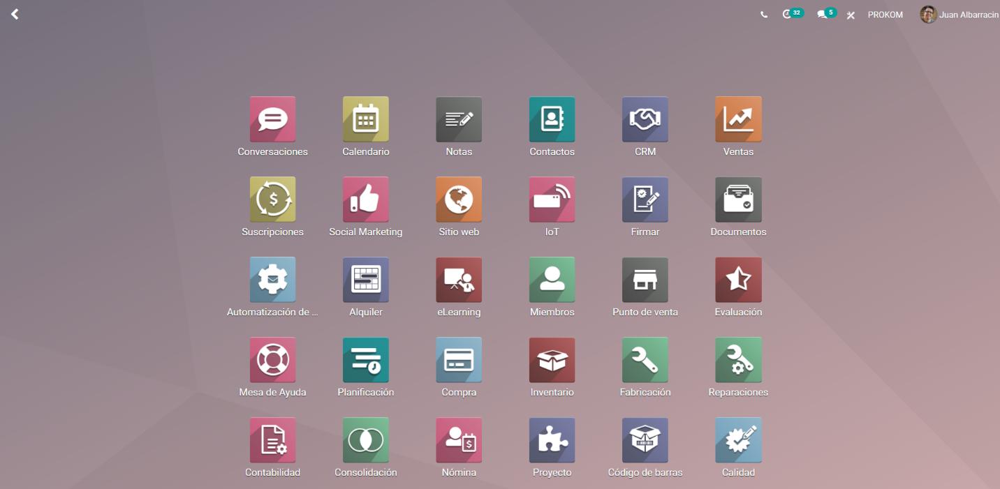 32
5
PROKOM
Juan Albarracin
Conversaciones
Calendario
Notas
Contactos
CRM
Ventas
Suscripciones
Social Marketing
Sitio web
IoT
Firmar
Documentos
Automatización de ...
Alquiler
eLearning
Miembros
Punto de venta
Evaluación
Mesa de Ayuda
Planificación
Compra
Inventario
Fabricación
Reparaciones
Contabilidad
Consolidación
Nómina
Proyecto
Código de barras
Calidad